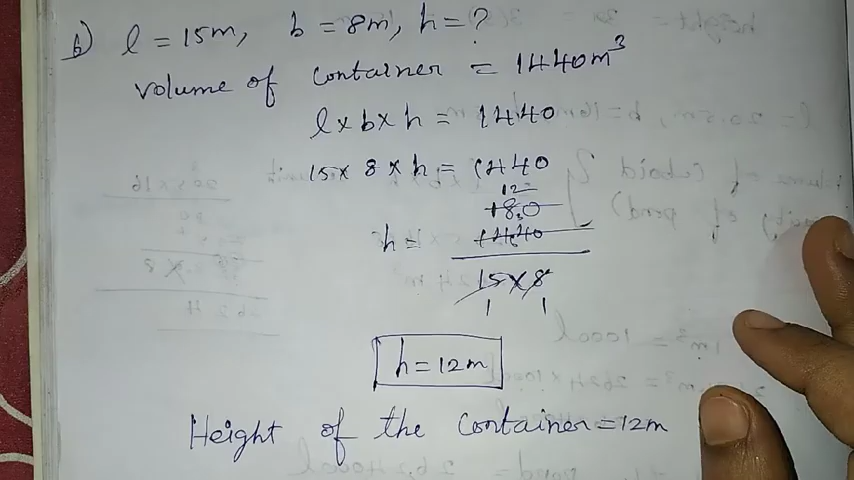 b) l = 15m, b = 8m, h = ?
volume of container = 1440m³
l x b x h = 1440
15 x 8 x h = 1440
12
180
h = 1440
15 x 8
1 1
h = 12m
Height of the container = 12m